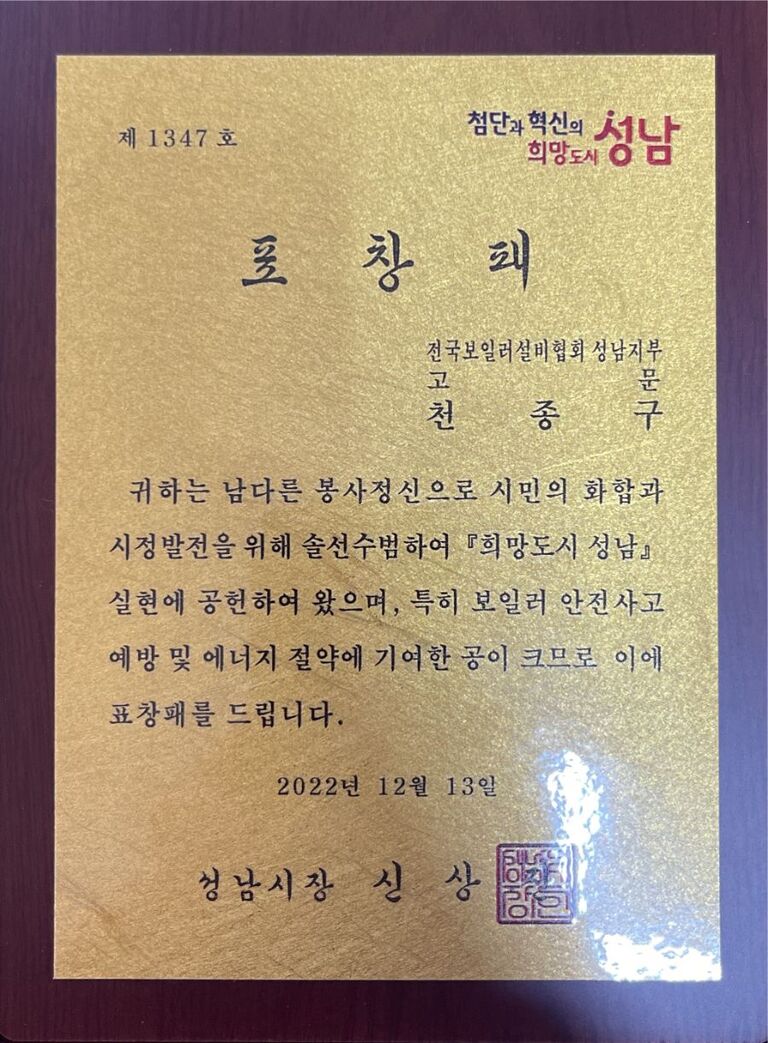 제 1347 호
첨단과 혁신의
희망도시 성남
표 창 패
전국보일러설비협회 성남지부
고 문
천 종 구
귀하는 남다른 봉사정신으로 시민의 화합과
시정발전을 위해 솔선수범하여 『희망도시 성남』
실현에 공헌하여 왔으며, 특히 보일러 안전사고
예방 및 에너지 절약에 기여한 공이 크므로 이에
표창패를 드립니다.
2022년 12월 13일
성남시장 신 상